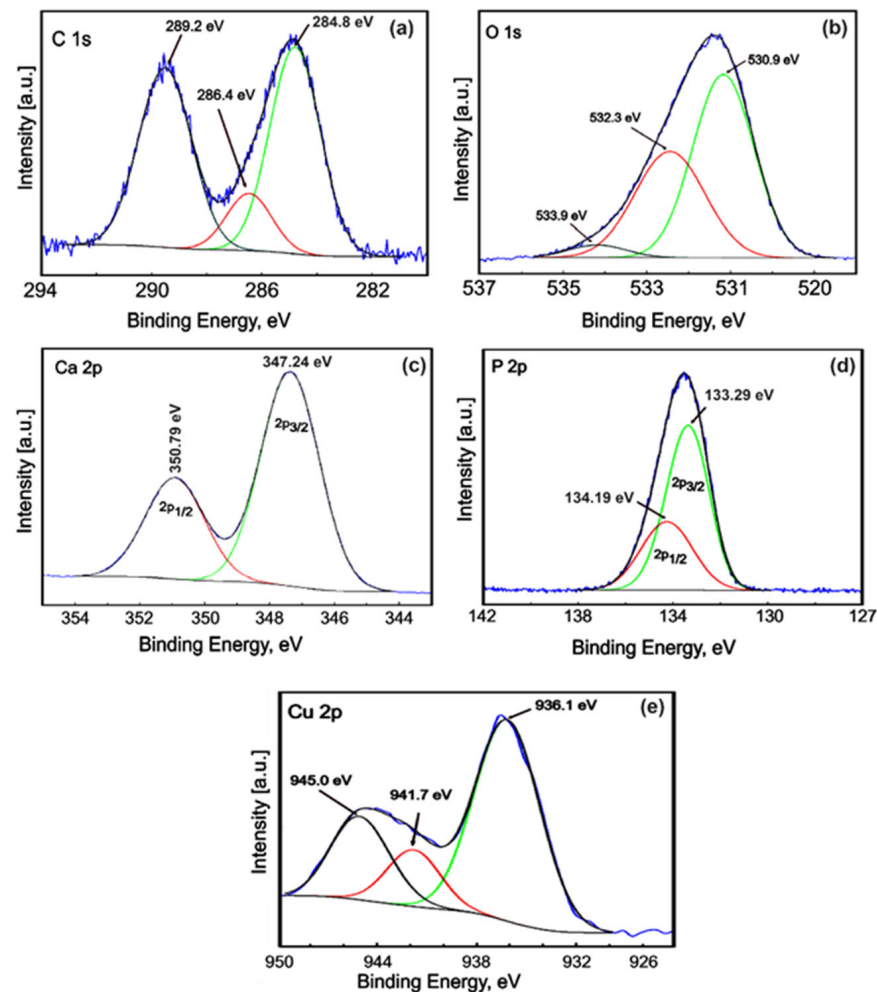 C 1s
289.2 eV
284.8 eV
(a)
286.4 eV
Intensity [a.u.]
294 290 286 282
Binding Energy, eV
O 1s
(b)
530.9 eV
532.3 eV
533.9 eV
Intensity [a.u.]
537 535 533 531 529
Binding Energy, eV
Ca 2p
347.24 eV
(c)
350.79 eV
2p3/2
2p1/2
Intensity [a.u.]
354 352 350 348 346 344
Binding Energy, eV
P 2p
(d)
133.29 eV
134.19 eV
2p3/2
2p1/2
Intensity [a.u.]
142 138 134 130 127
Binding Energy, eV
Cu 2p
936.1 eV
(e)
945.0 eV
941.7 eV
Intensity [a.u.]
950 944 936 932 926
Binding Energy, eV